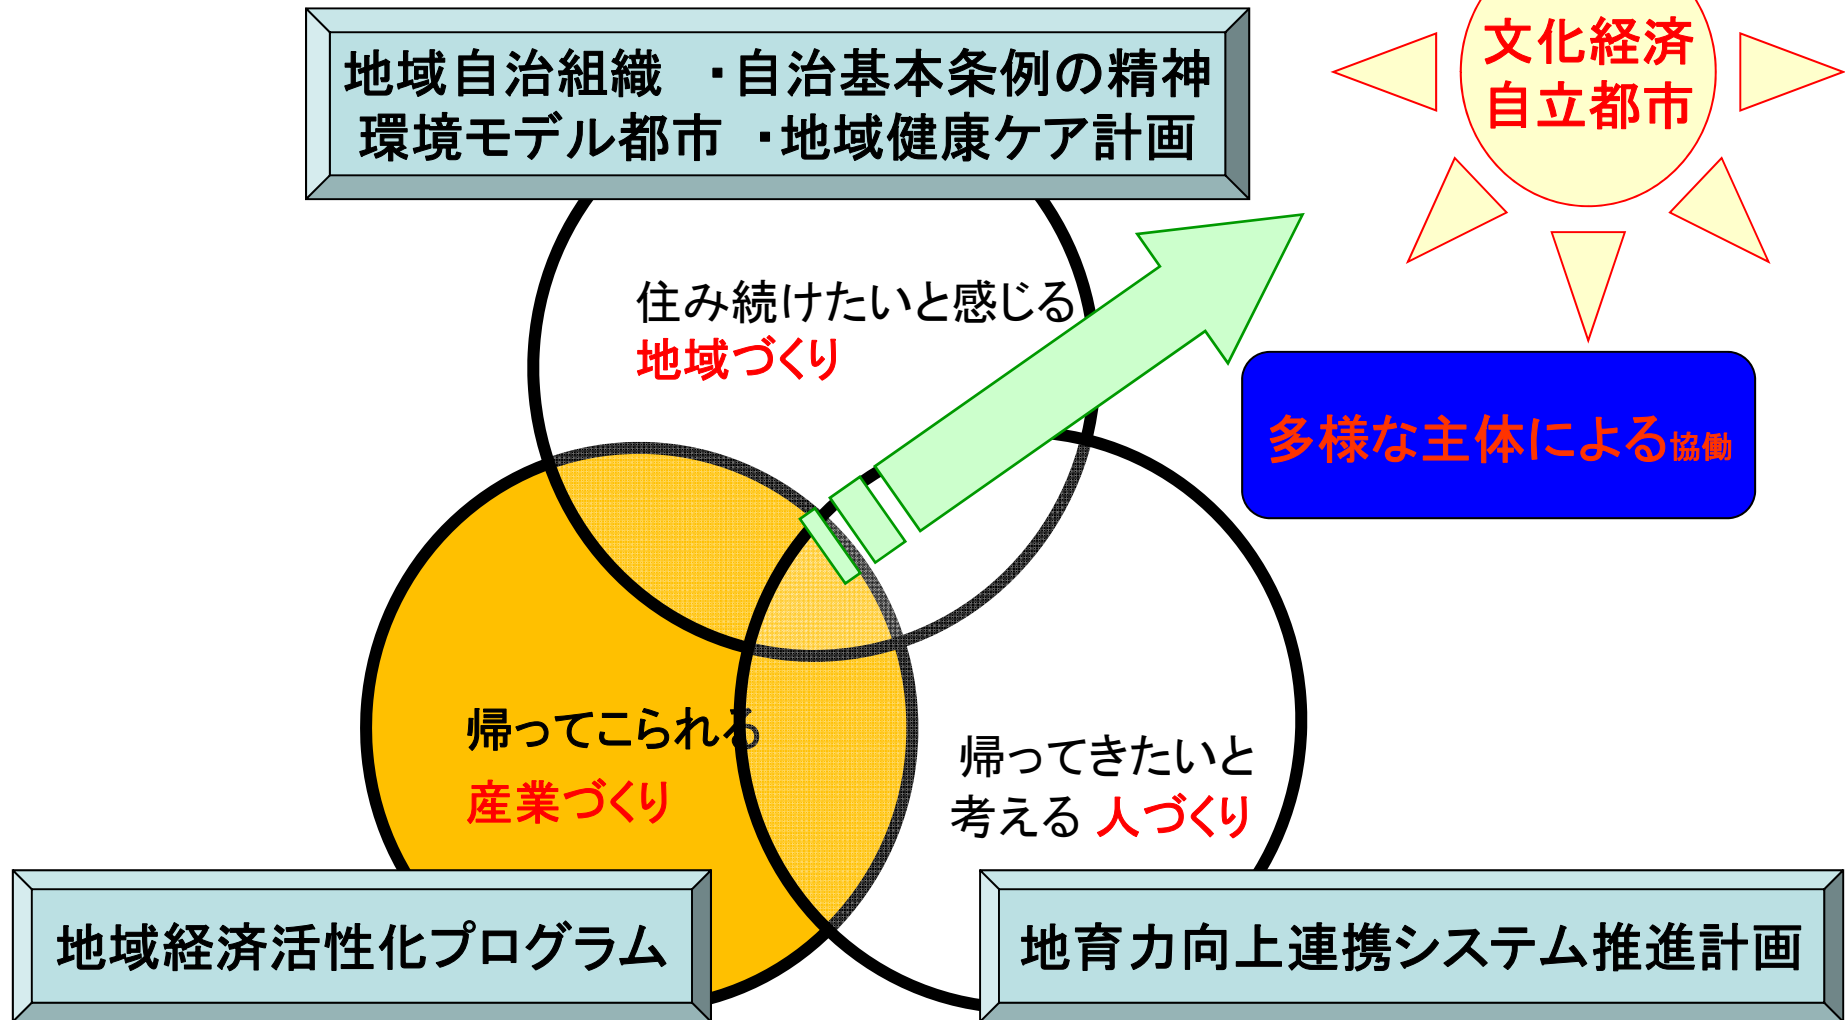 地域自治組織　・自治基本条例の精神
環境モデル都市　・地域健康ケア計画
文化経済
自立都市
住み続けたいと感じる
地域づくり
多様な主体による協働
帰ってこられる
産業づくり
帰ってきたいと
考える 人づくり
地域経済活性化プログラム
地育力向上連携システム推進計画